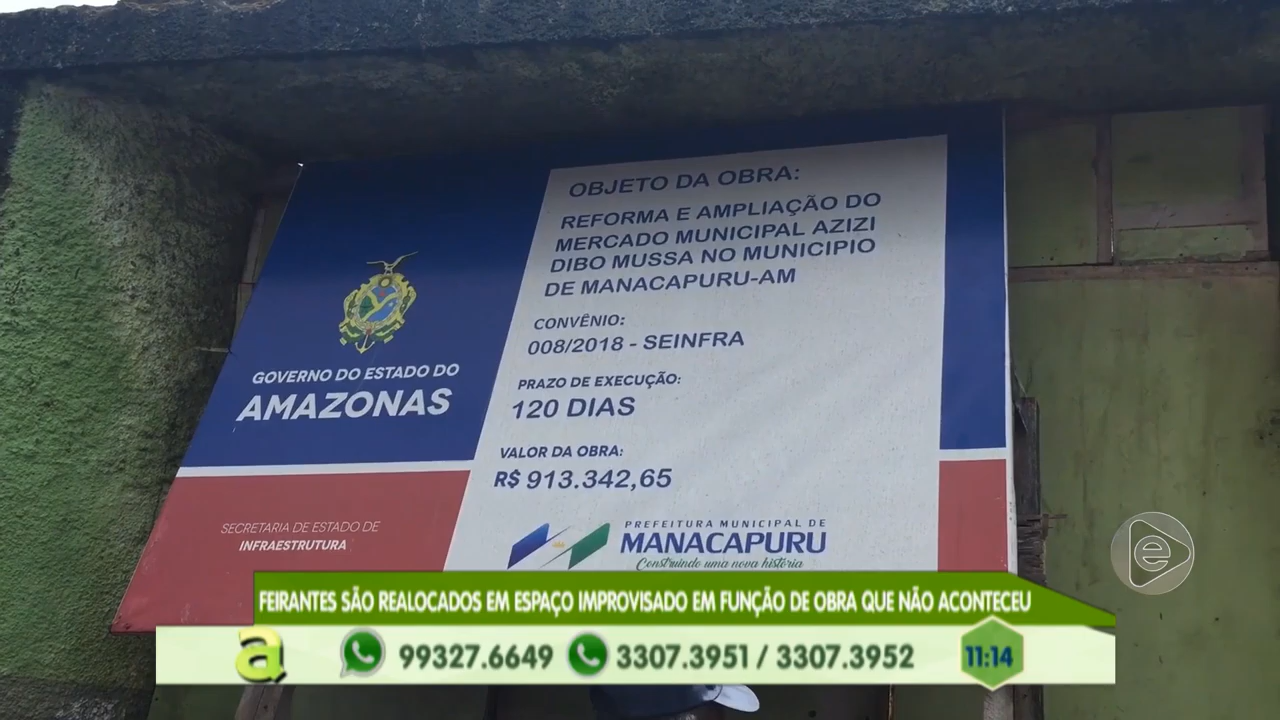 OBJETO DA OBRA:
REFORMA E AMPLIAÇÃO DO
MERCADO MUNICIPAL AZIZI
DIBO MUSSA NO MUNICIPIO
DE MANACAPURU-AM
CONVÊNIO:
008/2018 - SEINFRA
PRAZO DE EXECUÇÃO:
120 DIAS
VALOR DA OBRA:
R$ 913.342,65
GOVERNO DO ESTADO DO
AMAZONAS
SECRETARIA DE ESTADO DE
INFRAESTRUTURA
PREFEITURA MUNICIPAL DE
MANACAPURU
Construindo uma nova história
e
FEIRANTES SÃO REALOCADOS EM ESPAÇO IMPROVISADO EM FUNÇÃO DE OBRA QUE NÃO ACONTECEU
a 99327.6649 3307.3951 / 3307.3952 11:14